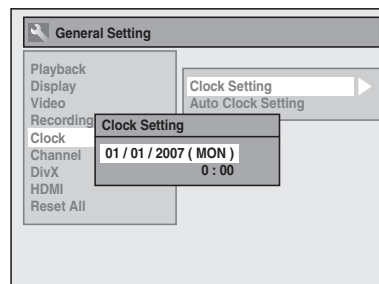 General Setting
Playback
Display
Video
Recording
Clock
Channel
DivX
HDMI
Reset All
Clock Setting
Auto Clock Setting
Clock Setting
01 / 01 / 2007 ( MON )
0 : 00